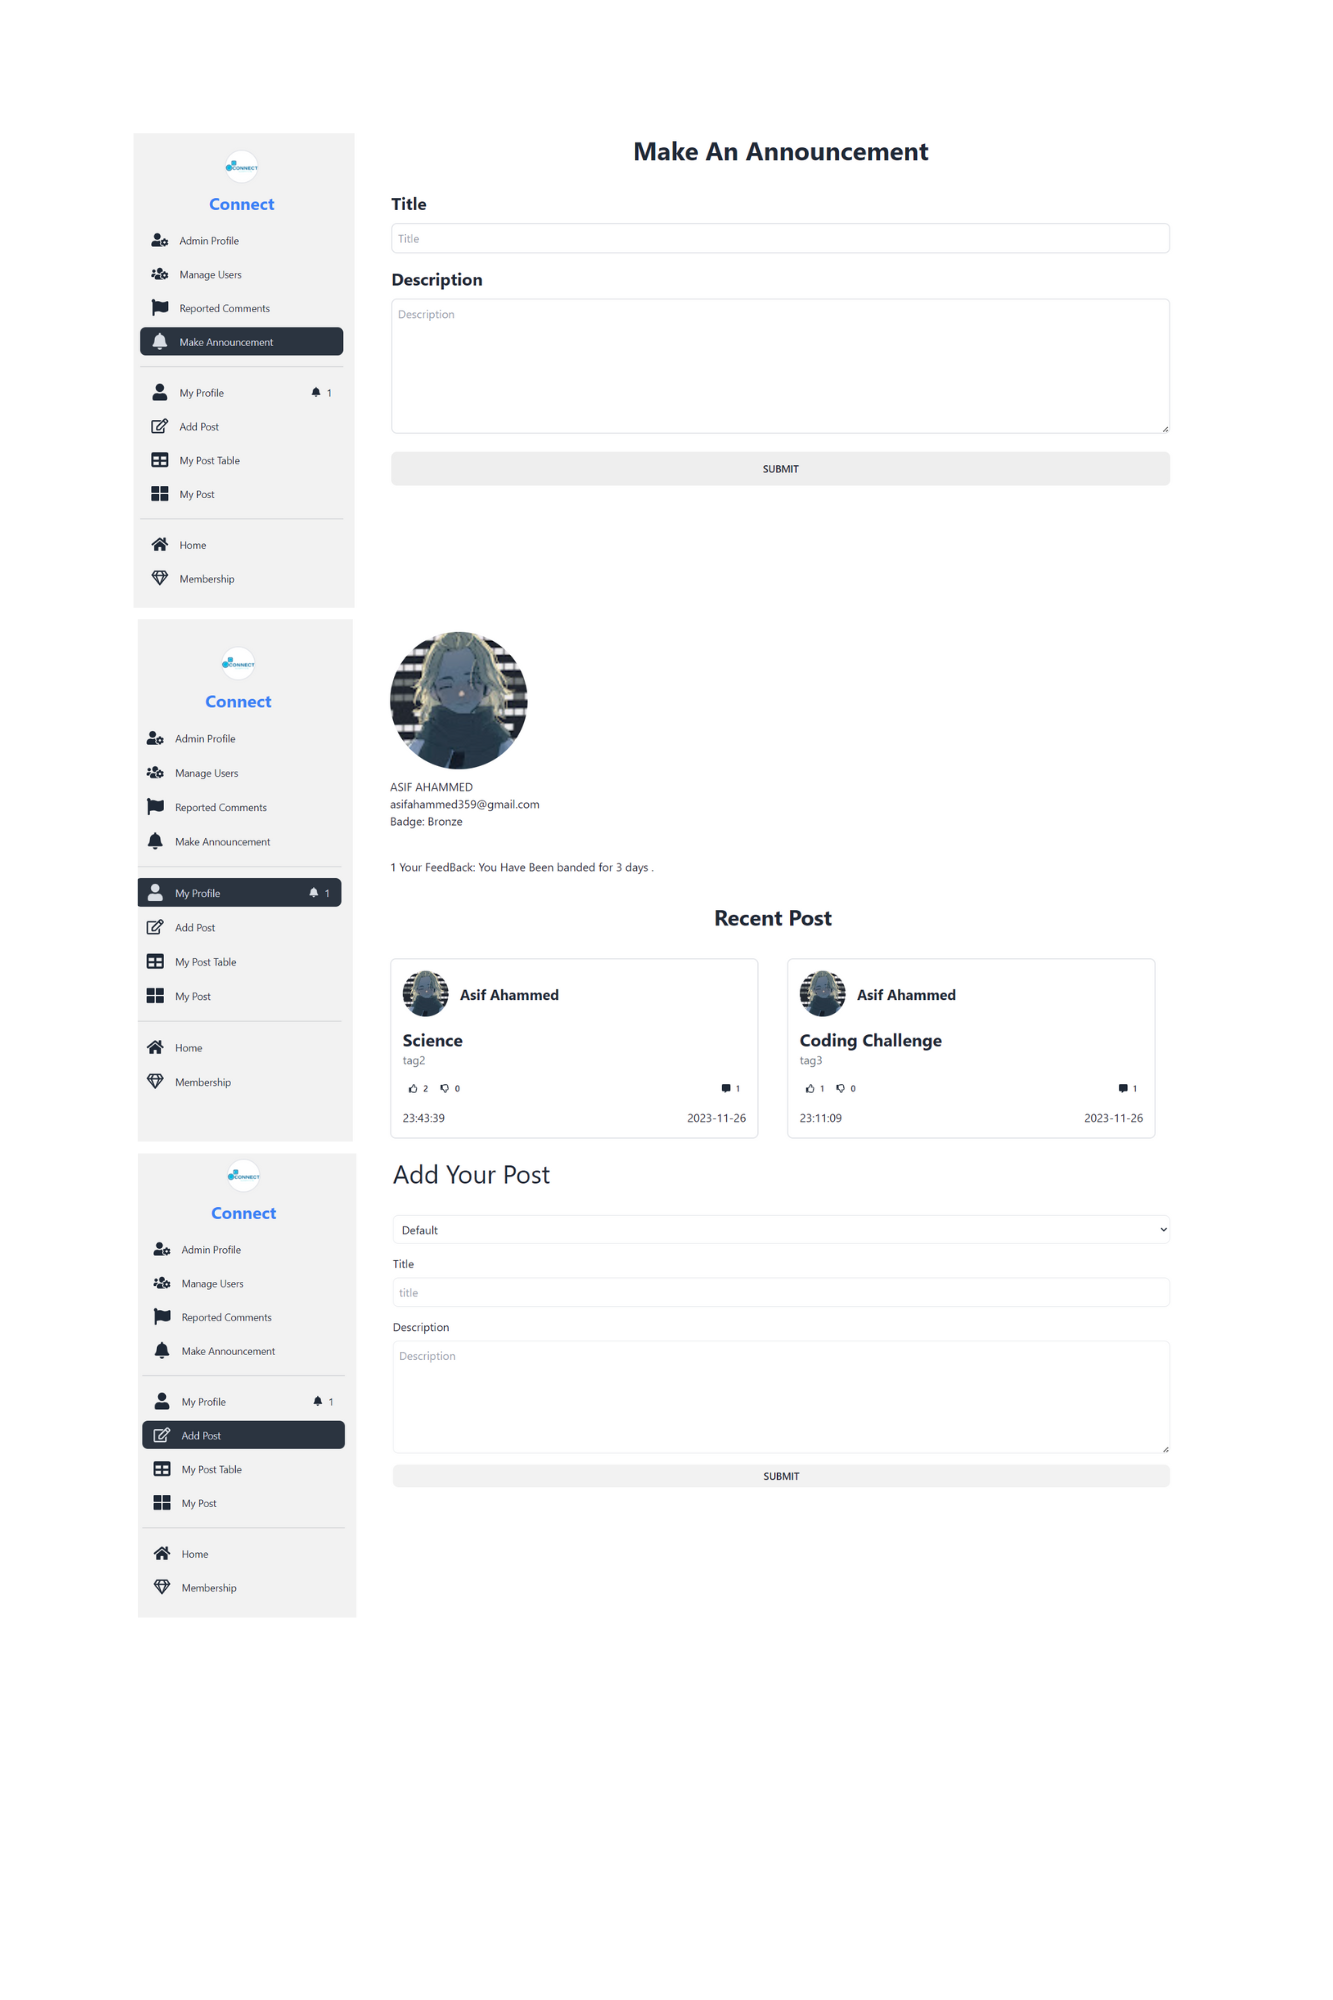 CONNECT
Connect
Admin Profile
Manage Users
Reported Comments
Make Announcement
My Profile 1
Add Post
My Post Table
My Post
Home
Membership
Make An Announcement
Title
Title
Description
Description
SUBMIT
CONNECT
Connect
Admin Profile
Manage Users
Reported Comments
Make Announcement
My Profile 1
Add Post
My Post Table
My Post
Home
Membership
ASIF AHAMMED
asifahammed359@gmail.com
Badge: Bronze
1 Your FeedBack: You Have Been banded for 3 days .
Recent Post
Asif Ahammed
Science
tag2
2 0 1
23:43:39 2023-11-26
Asif Ahammed
Coding Challenge
tag3
1 0 1
23:11:09 2023-11-26
CONNECT
Connect
Admin Profile
Manage Users
Reported Comments
Make Announcement
My Profile 1
Add Post
My Post Table
My Post
Home
Membership
Add Your Post
Default
Title
title
Description
Description
SUBMIT